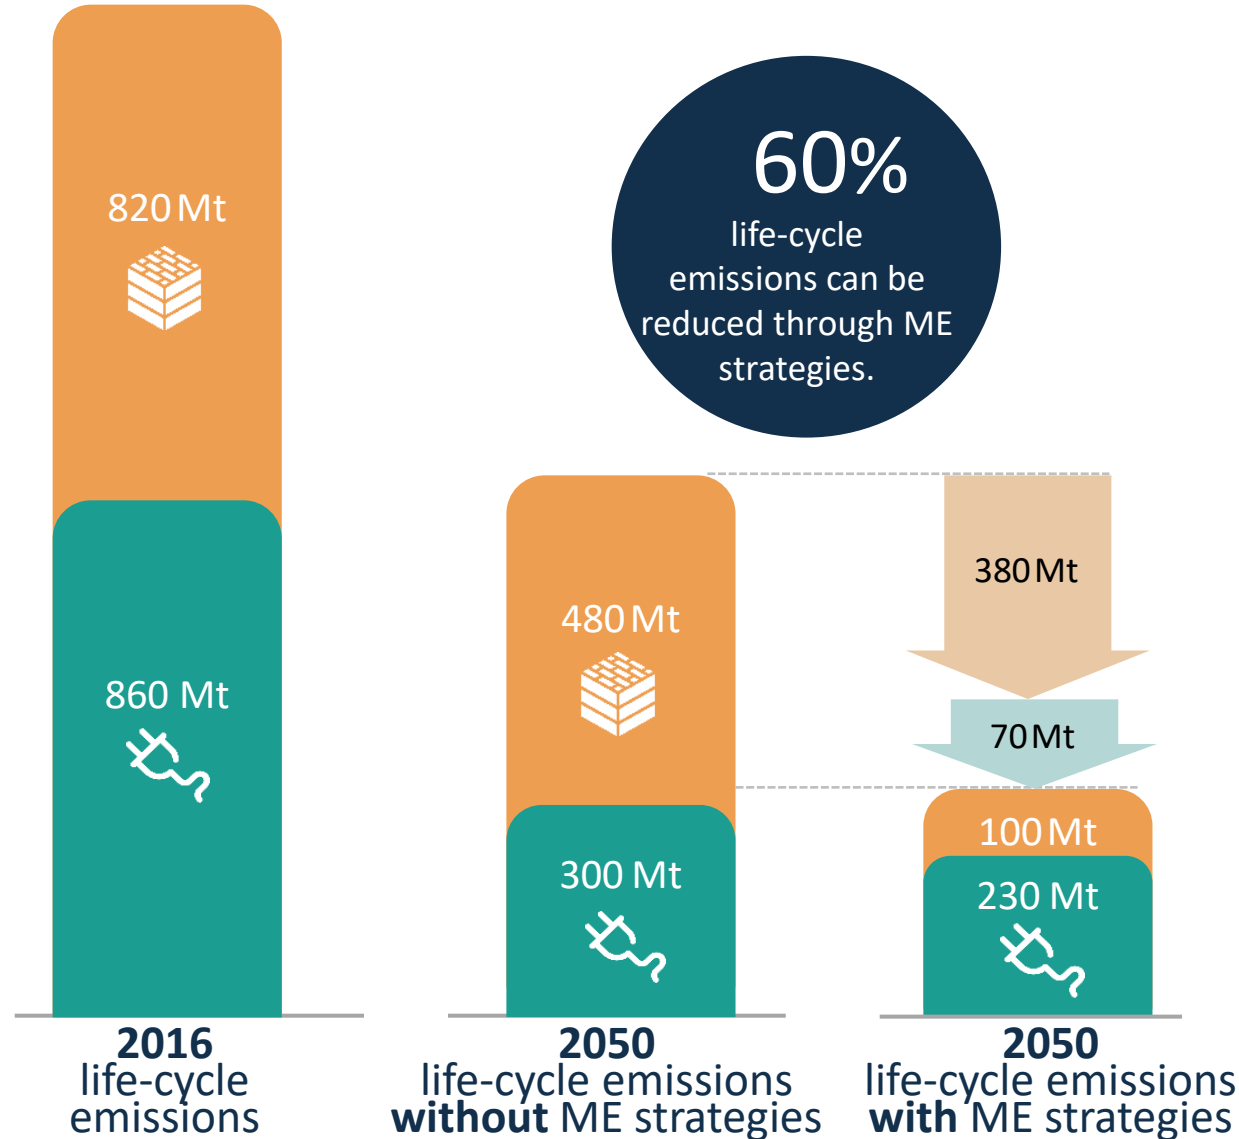 820 Mt
860 Mt
2016
life-cycle
emissions
60%
life-cycle
emissions can be
reduced through ME
strategies.
480 Mt
300 Mt
2050
life-cycle emissions
without ME strategies
380 Mt
70 Mt
100 Mt
230 Mt
2050
life-cycle emissions
with ME strategies